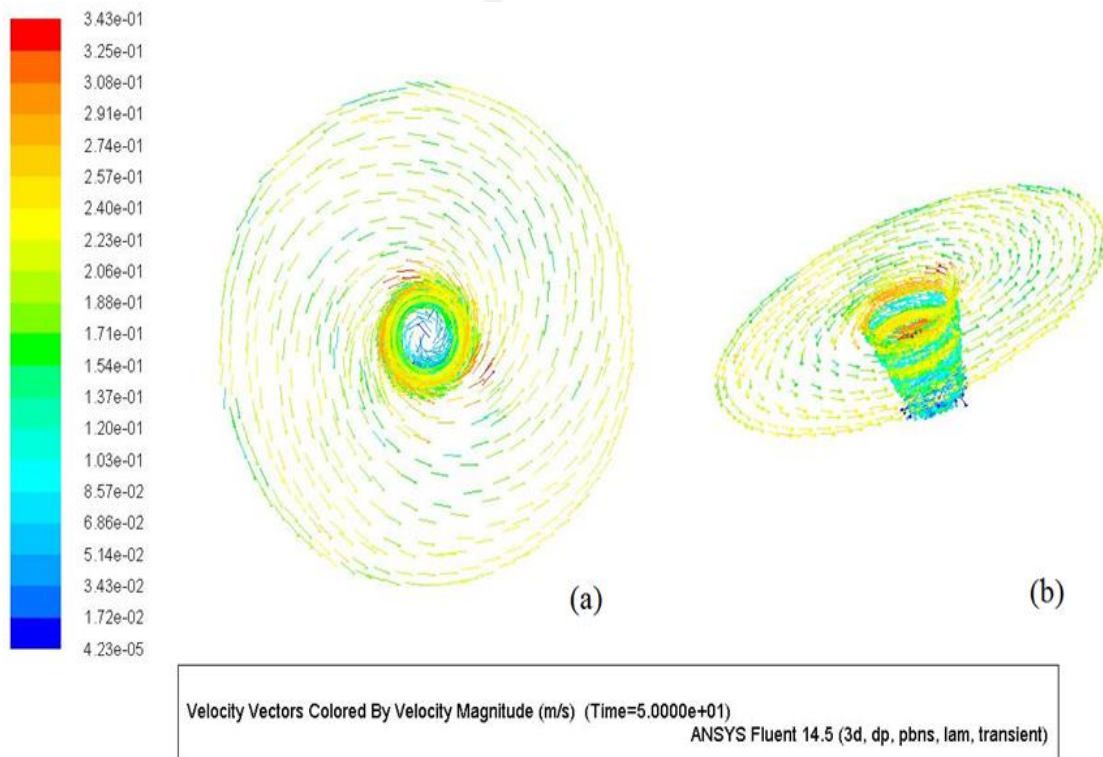 3.43e-01
3.25e-01
3.08e-01
2.91e-01
2.74e-01
2.57e-01
2.40e-01
2.23e-01
2.06e-01
1.88e-01
1.71e-01
1.54e-01
1.37e-01
1.20e-01
1.03e-01
8.57e-02
6.86e-02
5.14e-02
3.43e-02
1.72e-02
4.23e-05
(a)
(b)
Velocity Vectors Colored By Velocity Magnitude (m/s) (Time=5.0000e+01)
ANSYS Fluent 14.5 (3d, dp, pbns, lam, transient)